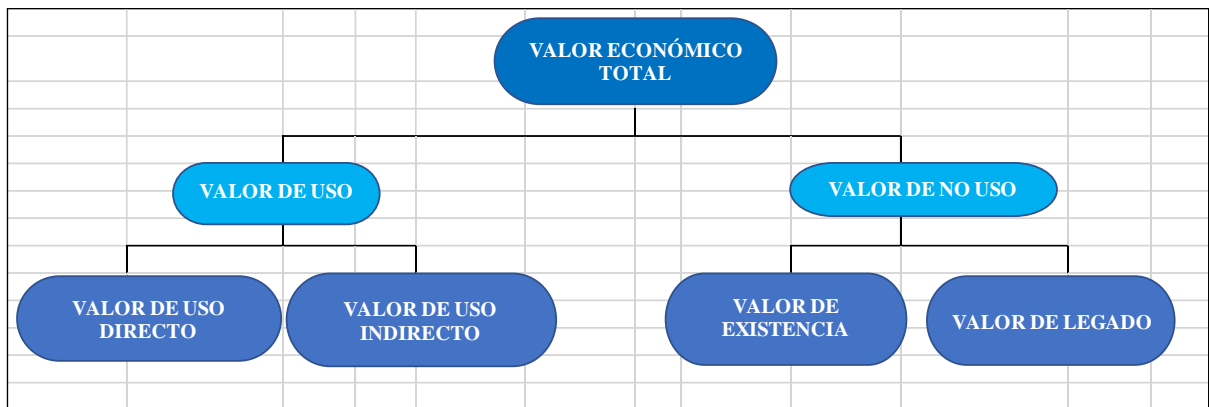 VALOR ECONÓMICO
TOTAL
VALOR DE USO
VALOR DE NO USO
VALOR DE USO
DIRECTO
VALOR DE USO
INDIRECTO
VALOR DE
EXISTENCIA
VALOR DE LEGADO